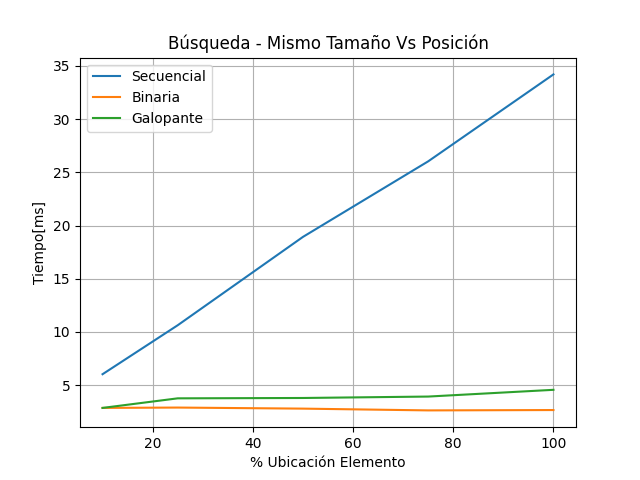 Búsqueda - Mismo Tamaño Vs Posición
Secuencial
Binaria
Galopante
35
30
25
20
15
10
5
Tiempo[ms]
20 40 60 80 100
% Ubicación Elemento